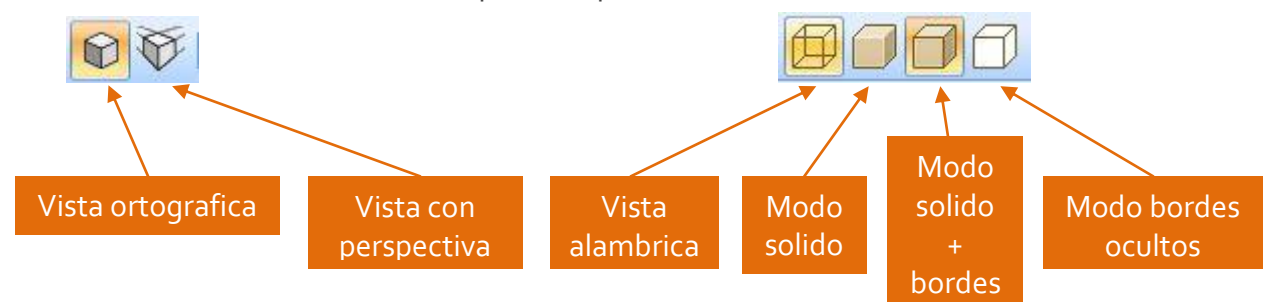 Vista ortografica
Vista con
perspectiva
Vista
alambrica
Modo
solido
Modo
solido
+
bordes
Modo bordes
ocultos